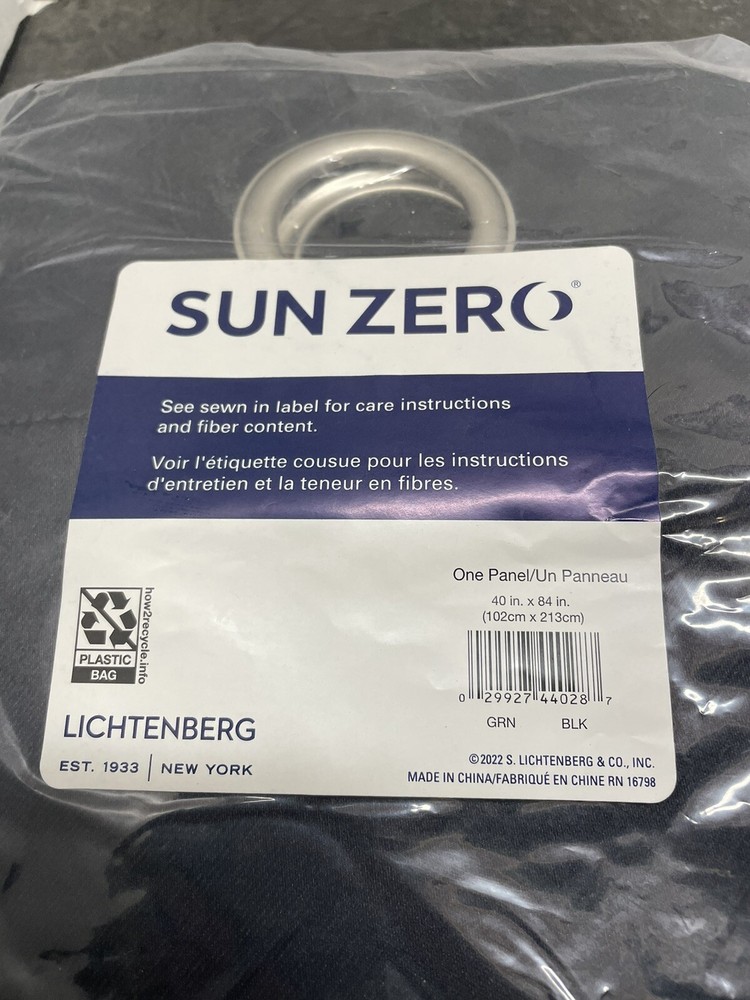 SUN ZERO®
See sewn in label for care instructions
and fiber content.
Voir l'étiquette cousue pour les instructions
d'entretien et la teneur en fibres.
One Panel/Un Panneau
40 in. x 84 in.
(102cm x 213cm)
0 29927 44028 7
GRN BLK
how2recycle.info
PLASTIC
BAG
LICHTENBERG
EST. 1933 | NEW YORK
©2022 S. LICHTENBERG & CO., INC.
MADE IN CHINA/FABRIQUÉ EN CHINE RN 16798